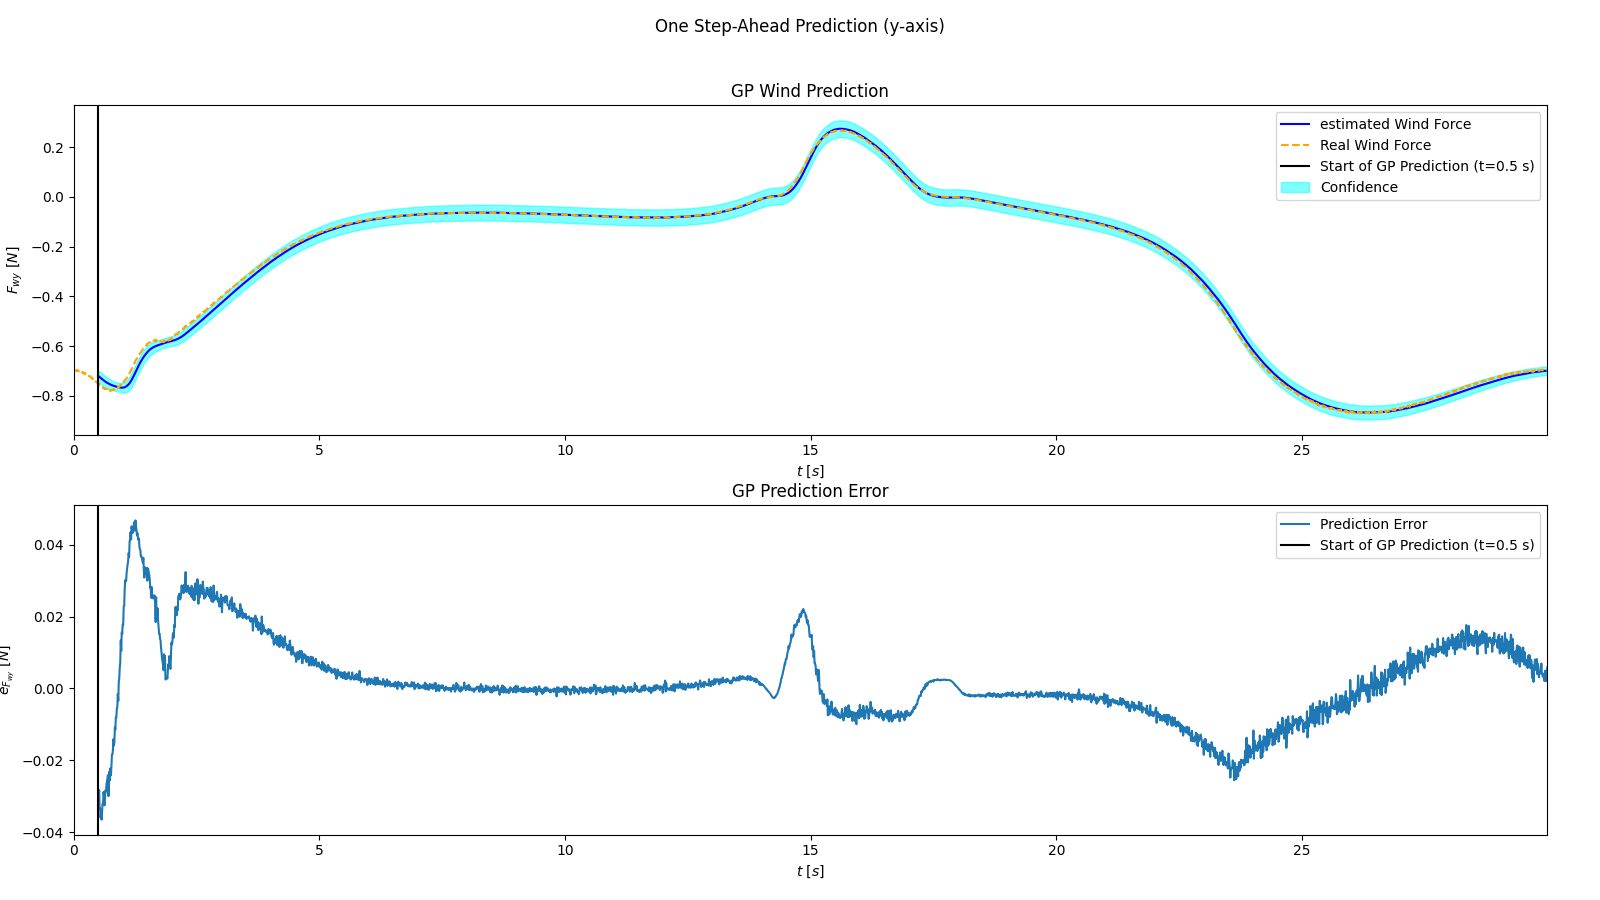 One Step-Ahead Prediction (y-axis)
GP Wind Prediction
estimated Wind Force
Real Wind Force
Start of GP Prediction (t=0.5 s)
Confidence
0.2
0.0
−0.2
−0.4
−0.6
−0.8
F_wy [N]
0 5 10 15 20 25
t [s]
GP Prediction Error
Prediction Error
Start of GP Prediction (t=0.5 s)
0.04
0.02
0.00
−0.02
−0.04
e_F_wy [N]
0 5 10 15 20 25
t [s]